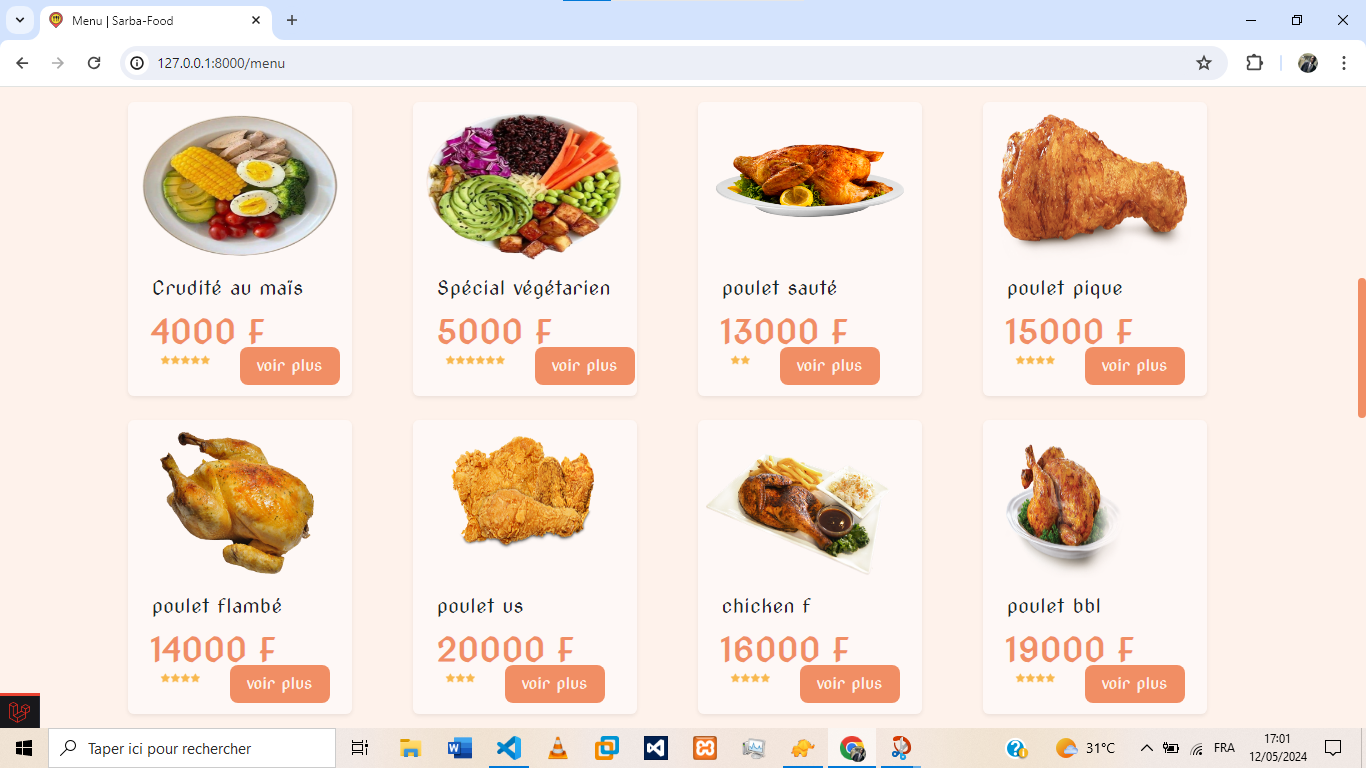 Menu | Sarba-Food
127.0.0.1:8000/menu
Crudité au maïs
4000 F
voir plus
Spécial végétarien
5000 F
voir plus
poulet sauté
13000 F
voir plus
poulet pique
15000 F
voir plus
poulet flambé
14000 F
voir plus
poulet us
20000 F
voir plus
chicken f
16000 F
voir plus
poulet bbl
19000 F
voir plus
Taper ici pour rechercher
31°C
FRA
17:01
12/05/2024